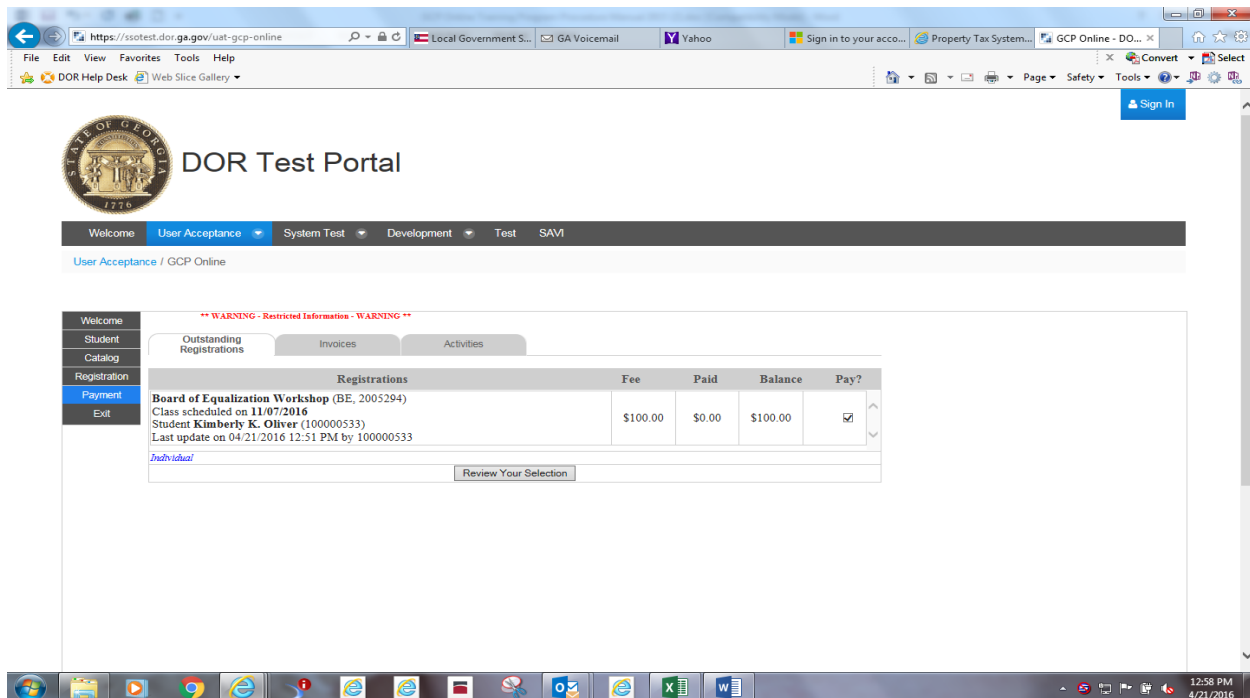 https://ssotest.dor.ga.gov/uat-gcp-online
Local Government S...
GA Voicemail
Yahoo
Sign in to your acco...
Property Tax System...
GCP Online - DO...
File Edit View Favorites Tools Help
Convert
Select
DOR Help Desk
Web Slice Gallery
Page Safety Tools
Sign In
STATE OF GEORGIA
CONSTITUTION
1776
DOR Test Portal
Welcome User Acceptance System Test Development Test SAVI
User Acceptance / GCP Online
Welcome
Student
Catalog
Registration
Payment
Exit
** WARNING - Restricted Information - WARNING **
Outstanding
Registrations
Invoices
Activities
Registrations Fee Paid Balance Pay?
Board of Equalization Workshop (BE, 2005294)
Class scheduled on 11/07/2016
Student Kimberly K. Oliver (100000533)
Last update on 04/21/2016 12:51 PM by 100000533
$100.00 $0.00 $100.00
Individual
Review Your Selection
12:58 PM
4/21/2016